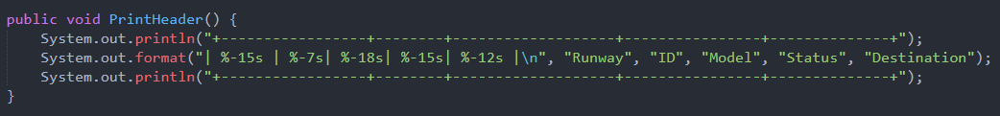 public void PrintHeader() {
    System.out.println("+-----------------+--------+-------------------+----------------+--------------+");
    System.out.format("| %-15s | %-7s| %-18s| %-15s| %-12s |\n", "Runway", "ID", "Model", "Status", "Destination");
    System.out.println("+-----------------+--------+-------------------+----------------+--------------+");
}